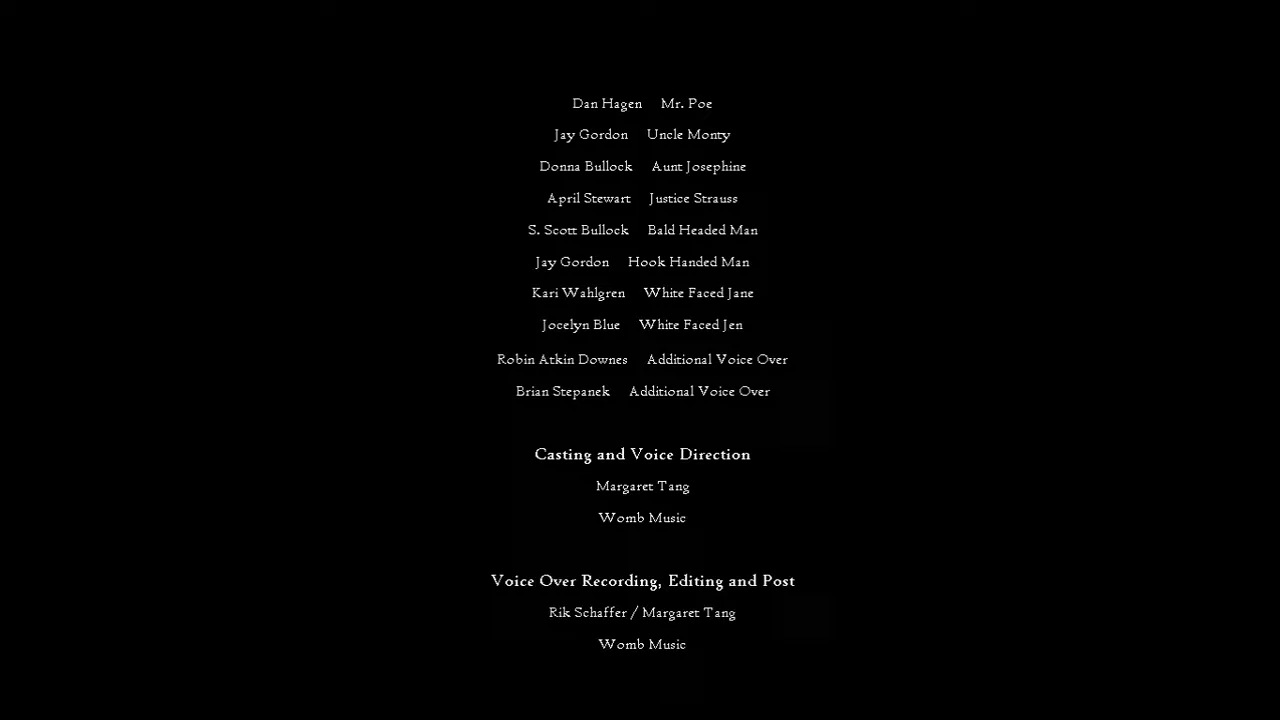 Dan Hagen Mr. Poe
Jay Gordon Uncle Monty
Donna Bullock Aunt Josephine
April Stewart Justice Strauss
S. Scott Bullock Bald Headed Man
Jay Gordon Hook Handed Man
Kari Wahlgren White Faced Jane
Jocelyn Blue White Faced Jen
Robin Atkin Downes Additional Voice Over
Brian Stepanek Additional Voice Over
Casting and Voice Direction
Margaret Tang
Womb Music
Voice Over Recording, Editing and Post
Rik Schaffer / Margaret Tang
Womb Music